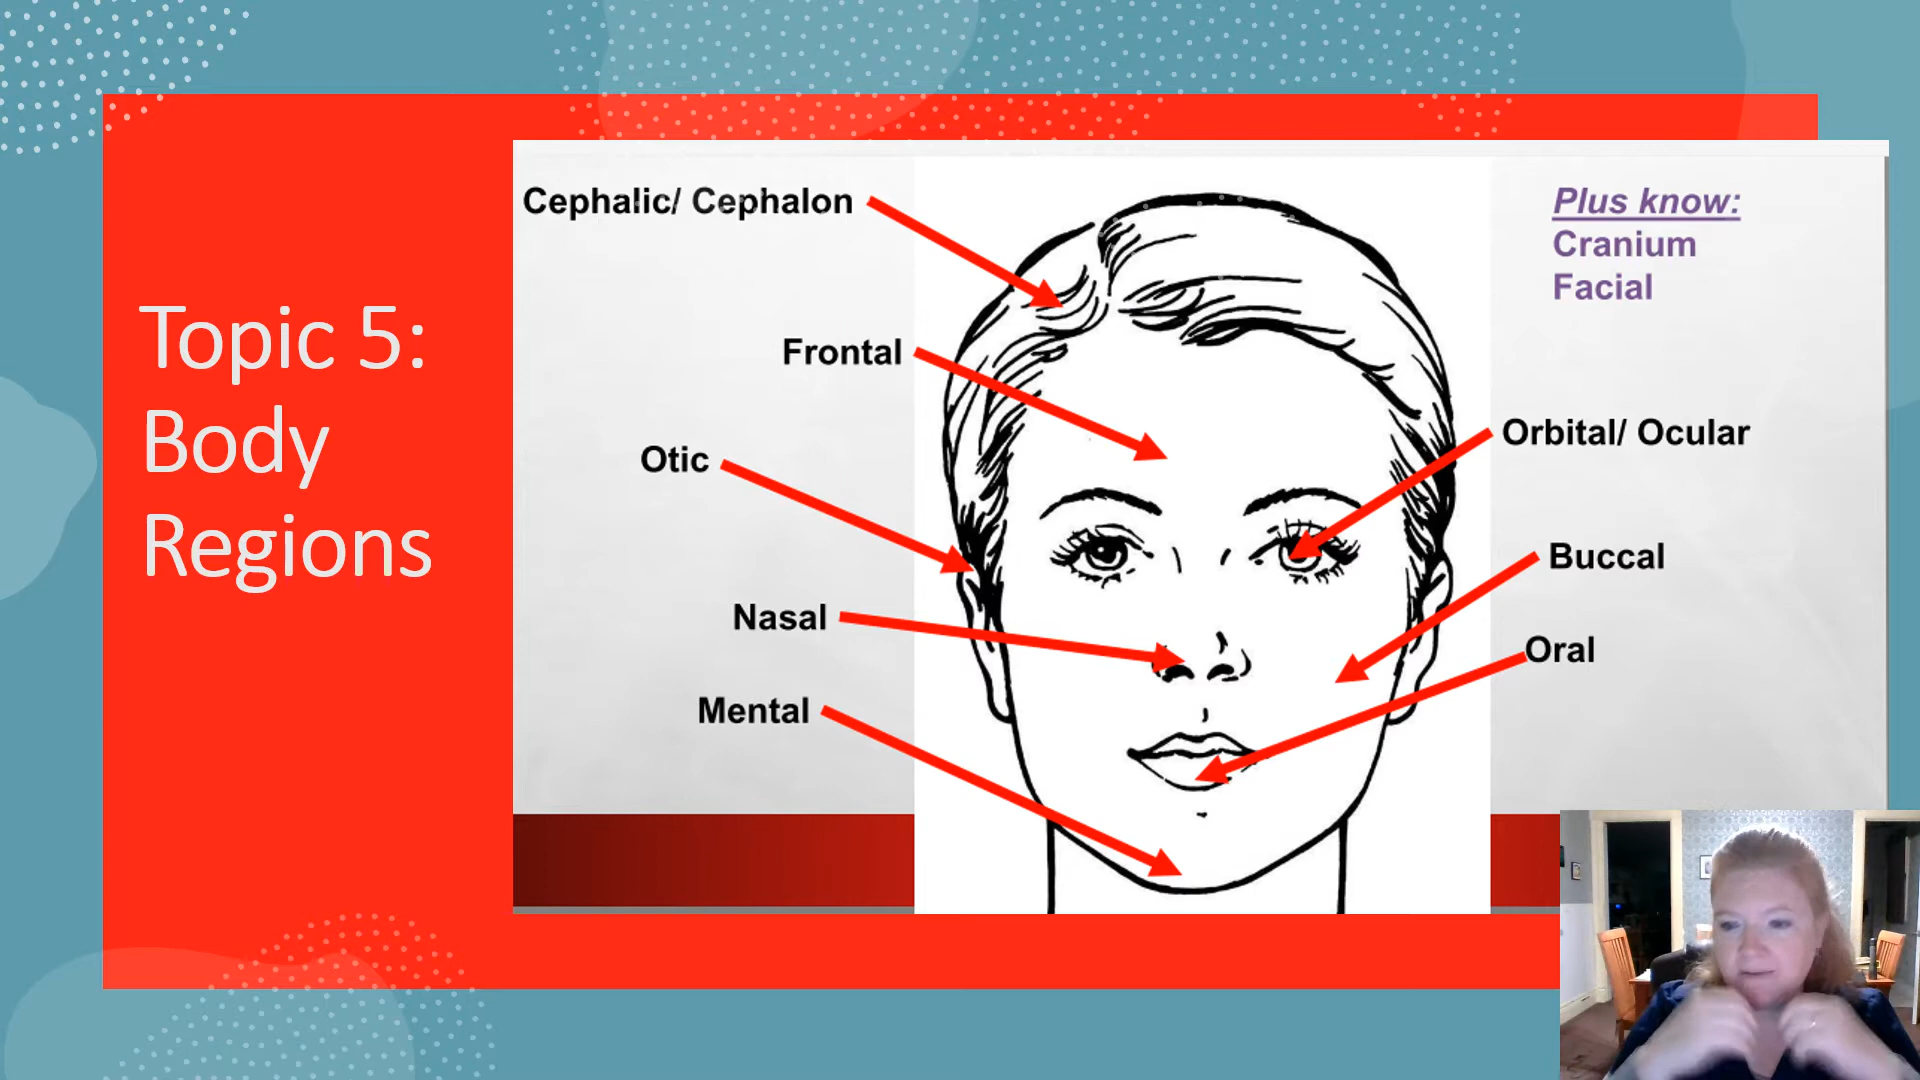 Topic 5:
Body
Regions
Cephalic/ Cephalon
Frontal
Otic
Nasal
Mental
Plus know:
Cranium
Facial
Orbital/ Ocular
Buccal
Oral